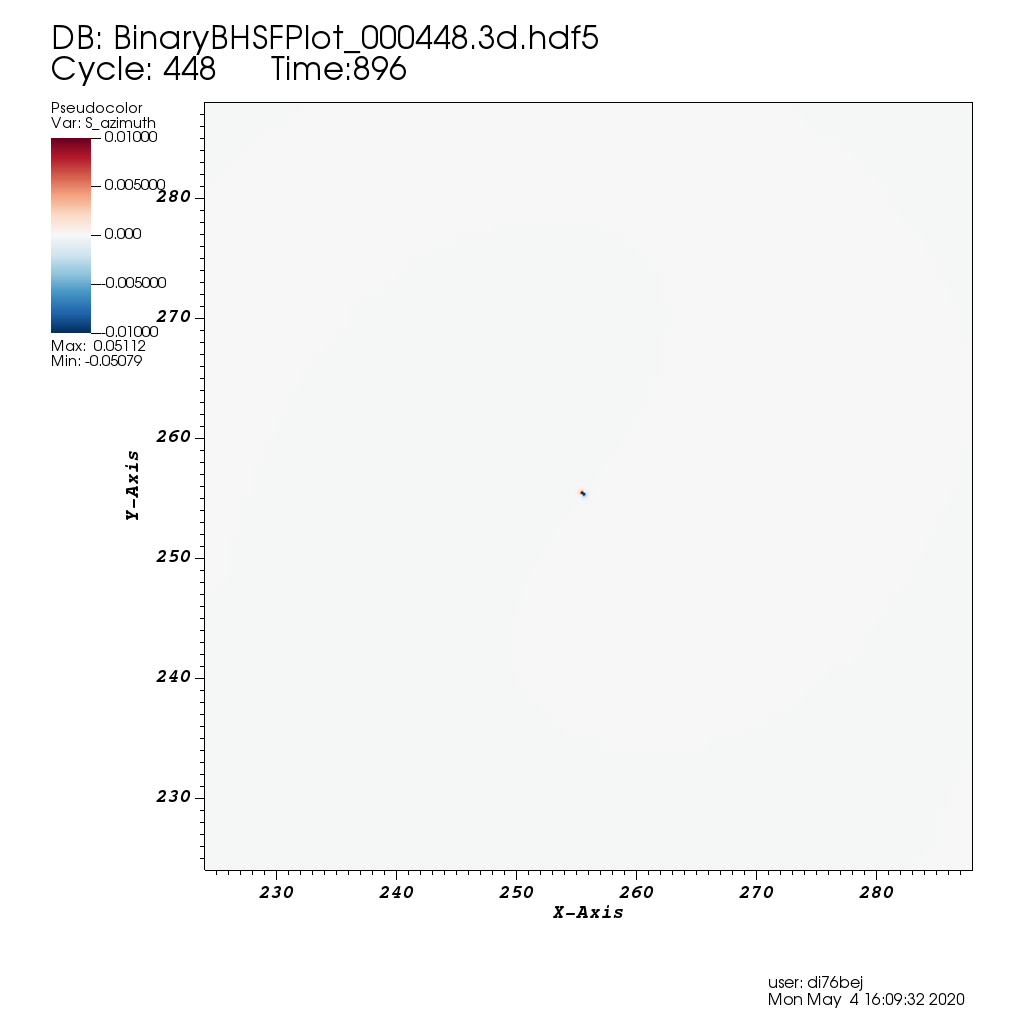 DB: BinaryBHSFPlot_000448.3d.hdf5
Cycle: 448 Time:896
Pseudocolor
Var: S_azimuth
0.01000
0.005000
0.000
-0.005000
-0.01000
Max: 0.05112
Min: -0.05079
280
270
260
250
240
230
Y-Axis
230 240 250 260 270 280
X-Axis
user: di76bej
Mon May 4 16:09:32 2020